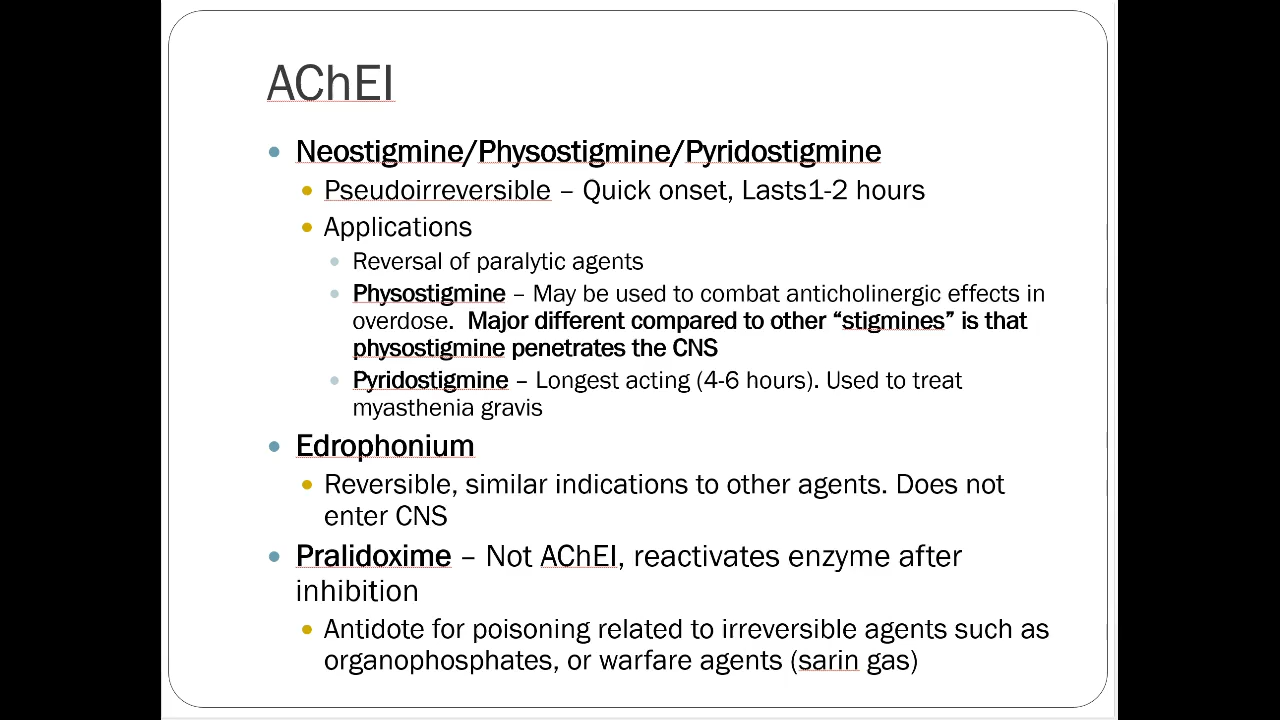 AChEI
Neostigmine/Physostigmine/Pyridostigmine
Pseudoirreversible – Quick onset, Lasts1-2 hours
Applications
Reversal of paralytic agents
Physostigmine – May be used to combat anticholinergic effects in
overdose.  Major different compared to other “stigmines” is that
physostigmine penetrates the CNS
Pyridostigmine – Longest acting (4-6 hours). Used to treat
myasthenia gravis
Edrophonium
Reversible, similar indications to other agents. Does not
enter CNS
Pralidoxime – Not AChEI, reactivates enzyme after
inhibition
Antidote for poisoning related to irreversible agents such as
organophosphates, or warfare agents (sarin gas)